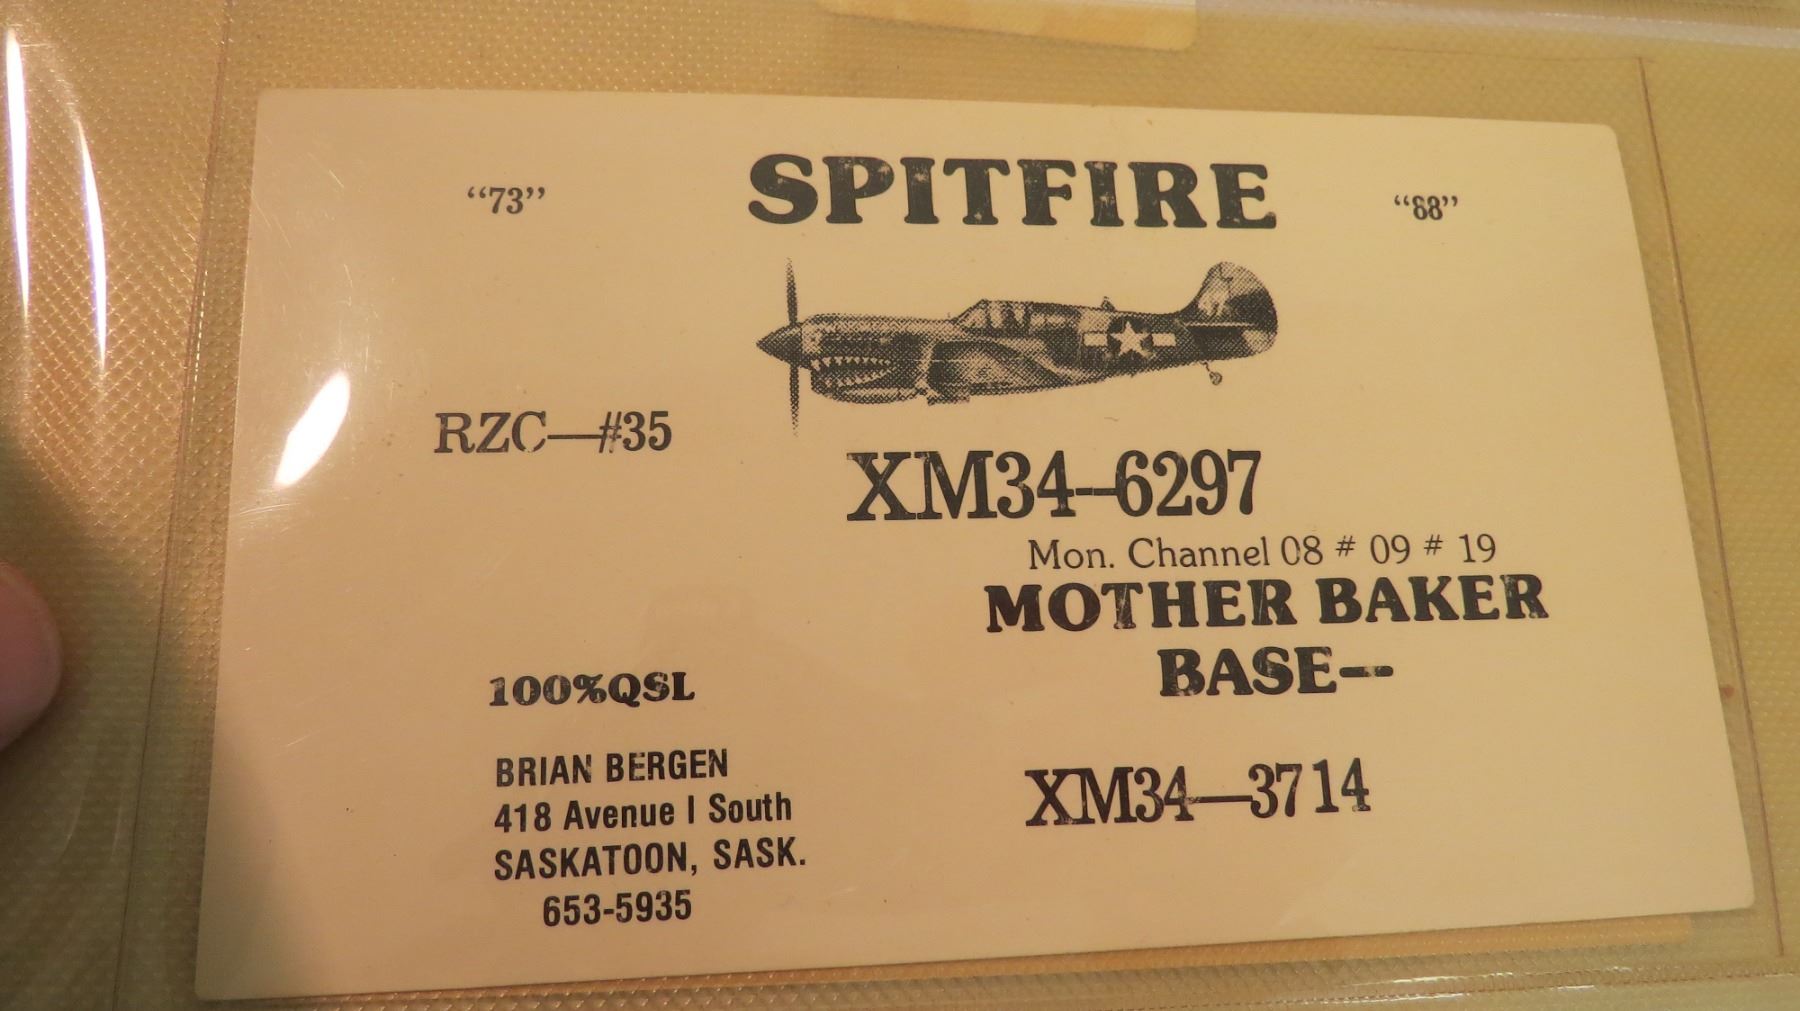 “73” SPITFIRE “88”
RZC—#35
XM34--6297
Mon. Channel 08 # 09 # 19
MOTHER BAKER
BASE--
100%QSL
BRIAN BERGEN
418 Avenue I South
SASKATOON, SASK.
653-5935
XM34—3714